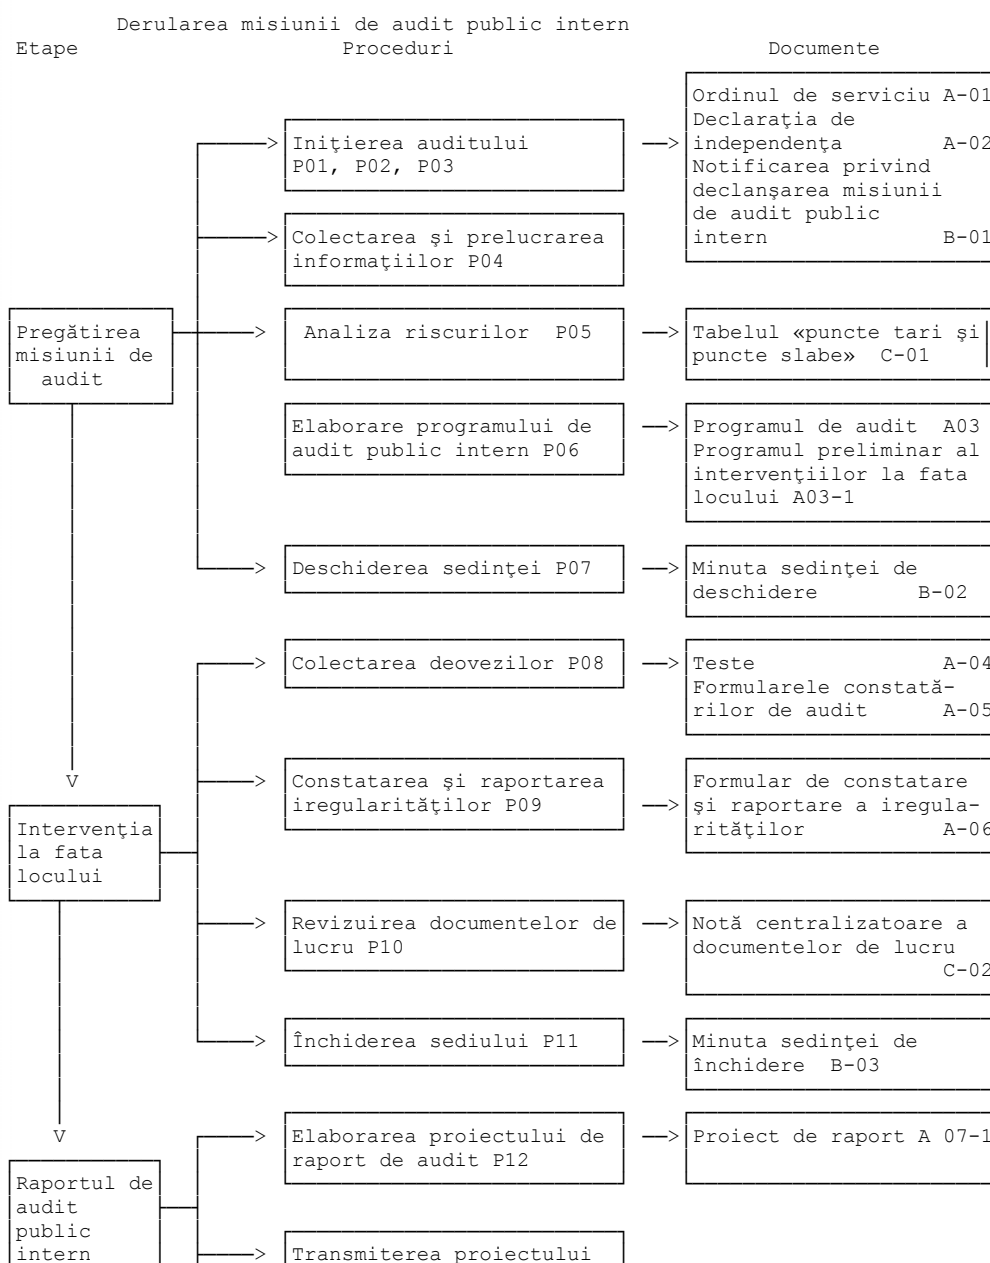 Derularea misiunii de audit public intern
Etape Proceduri Documente
Ordinul de serviciu A-01
Declaraţia de
independenţa A-02
Notificarea privind
declanşarea misiunii
de audit public
intern B-01
Iniţierea auditului
P01, P02, P03
Colectarea şi prelucrarea
informaţiilor P04
Pregătirea
misiunii de
audit
Analiza riscurilor P05
Tabelul «puncte tari şi
puncte slabe» C-01
Elaborare programului de
audit public intern P06
Programul de audit A03
Programul preliminar al
intervenţiilor la fata
locului A03-1
Deschiderea sedinţei P07
Minuta sedinţei de
deschidere B-02
Colectarea deovezilor P08
Teste A-04
Formularele constată-
rilor de audit A-05
V
Constatarea şi raportarea
iregularităţilor P09
Formular de constatare
şi raportare a iregula-
rităţilor A-06
Intervenţia
la fata
locului
Revizuirea documentelor de
lucru P10
Notă centralizatoare a
documentelor de lucru
C-02
Închiderea sediului P11
Minuta sedinţei de
închidere B-03
V
Elaborarea proiectului de
raport de audit P12
Proiect de raport A 07-1
Raportul de
audit
public
intern
Transmiterea proiectului